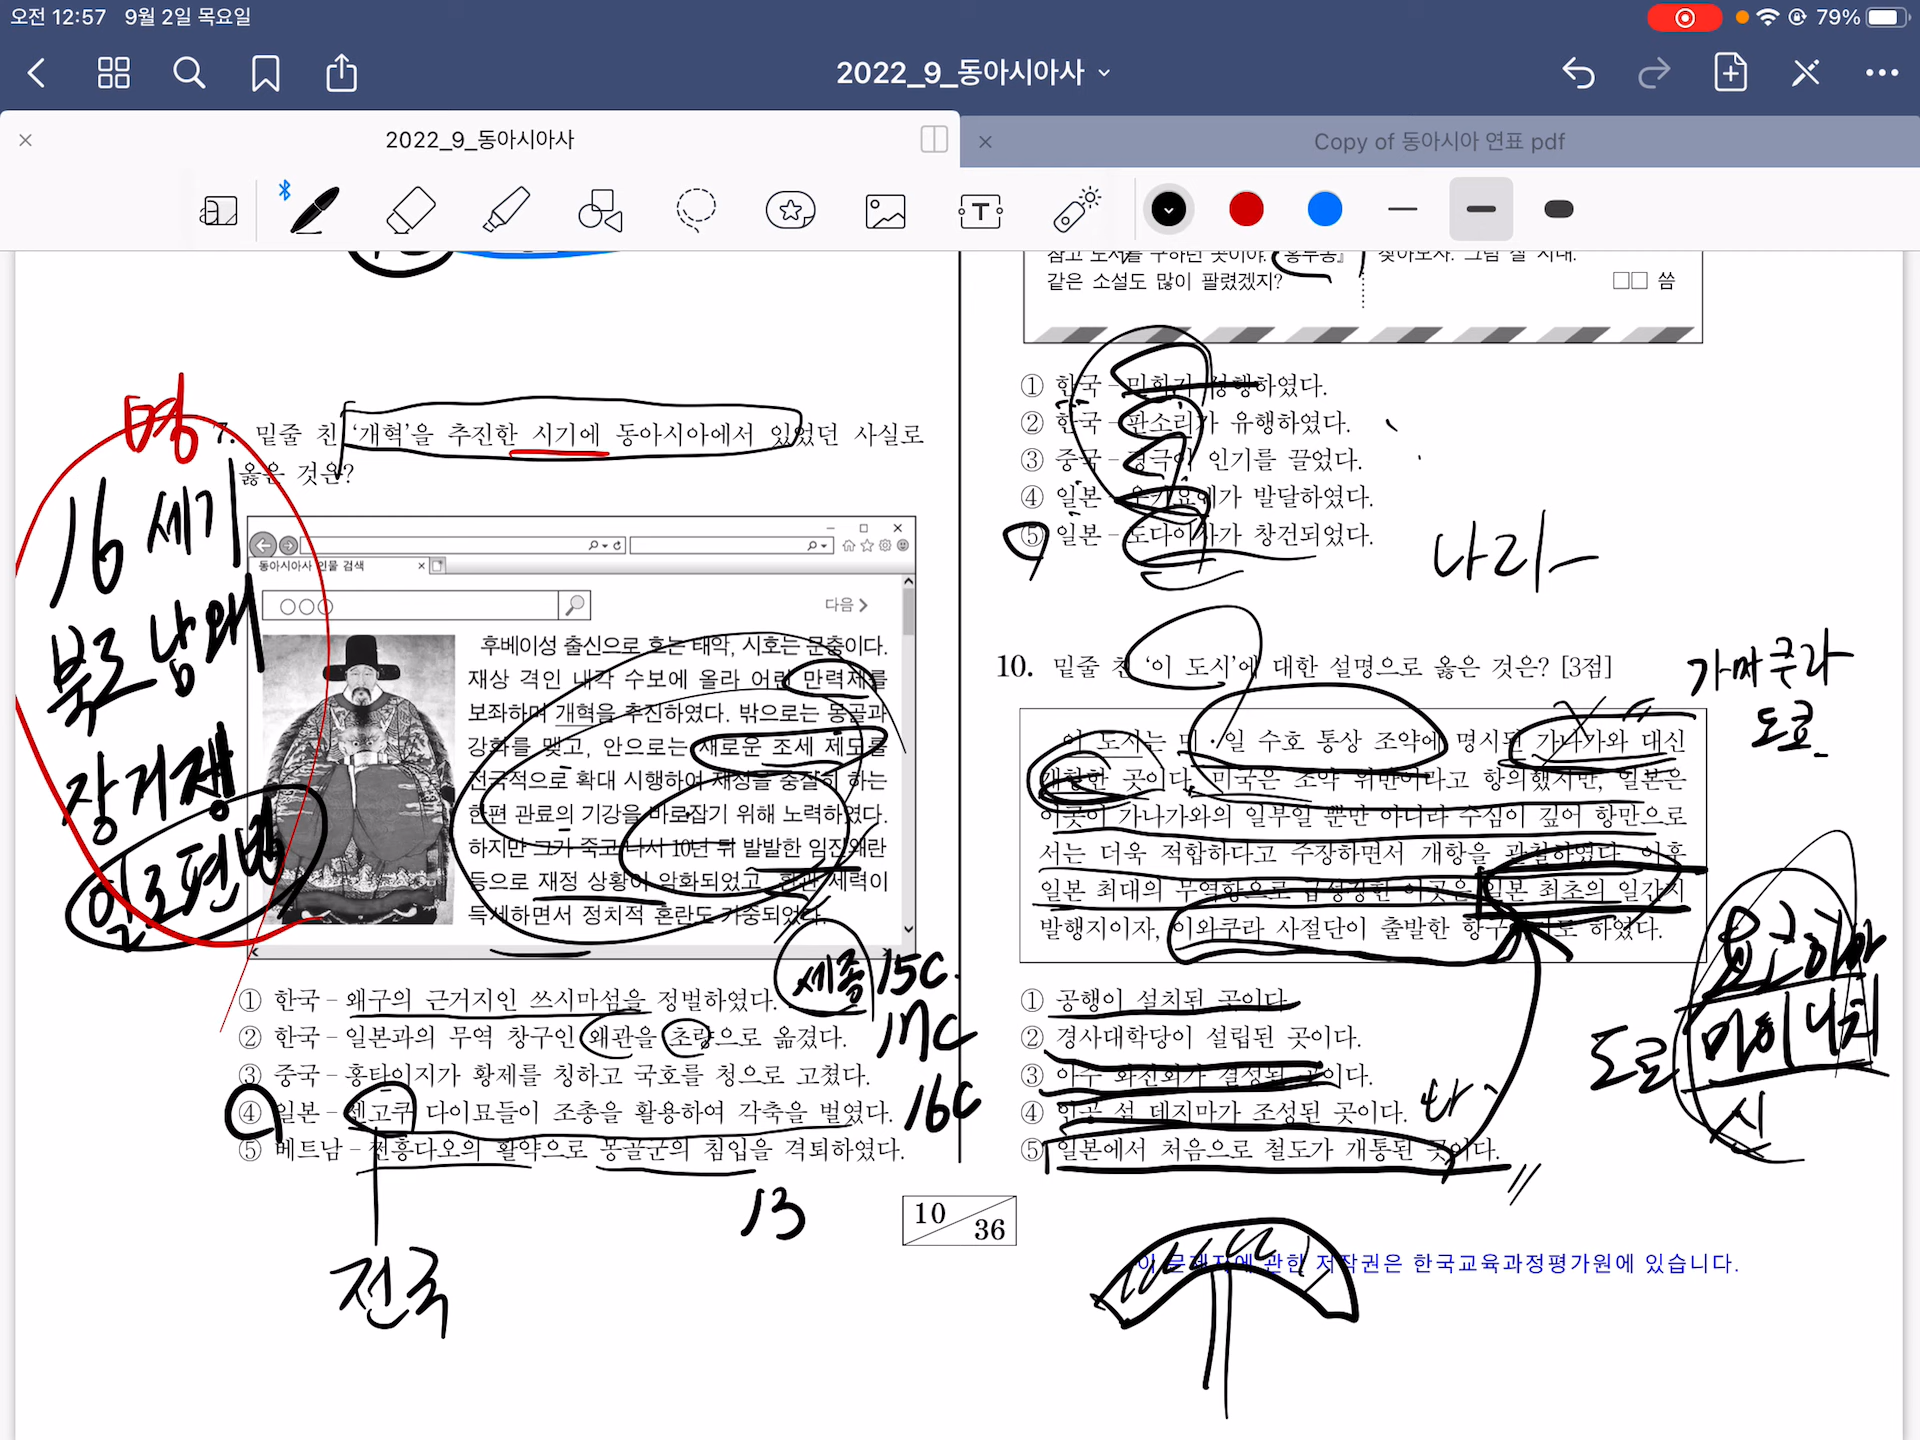 오전 12:57 9월 2일 목요일
79%
2022_9_동아시아사
2022_9_동아시아사
Copy of 동아시아 연표 pdf
명
7. 밑줄 친 ‘개혁’을 추진한 시기에 동아시아에서 있었던 사실로
옳은 것은?
16세기
북로남왜
장거정
일조편법
동아시아사 인물 검색
○○○
다음
후베이성 출신으로 호는 태악, 시호는 문충이다.
재상 격인 내각 수보에 올라 어린 만력제를
보좌하며 개혁을 추진하였다. 밖으로는 몽골과
강화를 맺고, 안으로는 새로운 조세 제도를
전국적으로 확대 시행하여 재정을 충실히 하는
한편 관료의 기강을 바로잡기 위해 노력하였다.
하지만 그가 죽고 나서 10년 뒤 발발한 임진왜란
등으로 재정 상황이 악화되었고, 환관 세력이
득세하면서 정치적 혼란도 가중되었다.
① 한국 – 왜구의 근거지인 쓰시마섬을 정벌하였다.
세종 15C.
② 한국 – 일본과의 무역 창구인 왜관을 초량으로 옮겼다.
17C
③ 중국 – 홍타이지가 황제를 칭하고 국호를 청으로 고쳤다.
④ 일본 – 센고쿠 다이묘들이 조총을 활용하여 각축을 벌였다.
16C
⑤ 베트남 – 쩐흥다오의 활약으로 몽골군의 침입을 격퇴하였다.
13
전국
10
36
참고 도서를 구하던 곳이야. 『홍루몽』
같은 소설도 많이 팔렸겠지?
찾아보자. 그럼 잘 지내.
□□ 씀
① 한국 – 민화가 성행하였다.
② 한국 – 판소리가 유행하였다.
③ 중국 – 경극이 인기를 끌었다.
④ 일본 – 우키요에가 발달하였다.
⑤ 일본 – 도다이사가 창건되었다.
나라
10. 밑줄 친 ‘이 도시’에 대한 설명으로 옳은 것은? [3점]
가마쿠라
도쿄
이 도시는 미·일 수호 통상 조약에 명시된 가나가와 대신
개항한 곳이다. 미국은 조약 위반이라고 항의했지만, 일본은
이곳이 가나가와의 일부일 뿐만 아니라 수심이 깊어 항만으로
서는 더욱 적합하다고 주장하면서 개항을 관철하였다. 이후
일본 최대의 무역항으로 급성장한 이곳은 일본 최초의 일간지
발행지이자, 이와쿠라 사절단이 출발한 항구이기도 하였다.
요코하마
마이니치
도쿄
시
① 공행이 설치된 곳이다.
② 경사대학당이 설립된 곳이다.
③ 아주 화친회가 결성된 곳이다.
④ 인공 섬 데지마가 조성된 곳이다.
⑤ 일본에서 처음으로 철도가 개통된 곳이다.
이 문제지에 관한 저작권은 한국교육과정평가원에 있습니다.